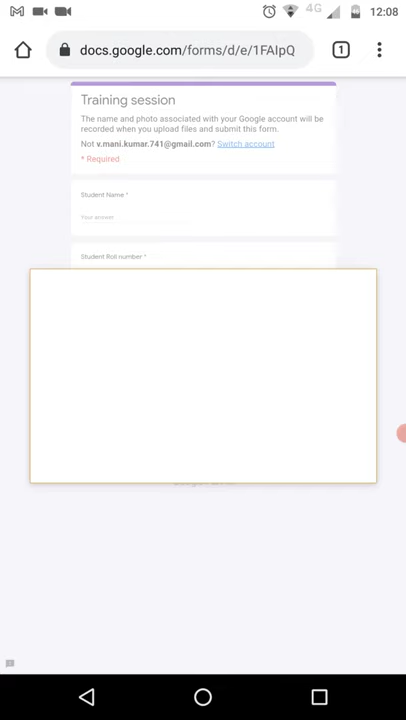 4G
12:08
docs.google.com/forms/d/e/1FAIpQ
1
Training session
The name and photo associated with your Google account will be
recorded when you upload files and submit this form.
Not v.mani.kumar.741@gmail.com? Switch account
* Required
Student Name *
Your answer
Student Roll number *